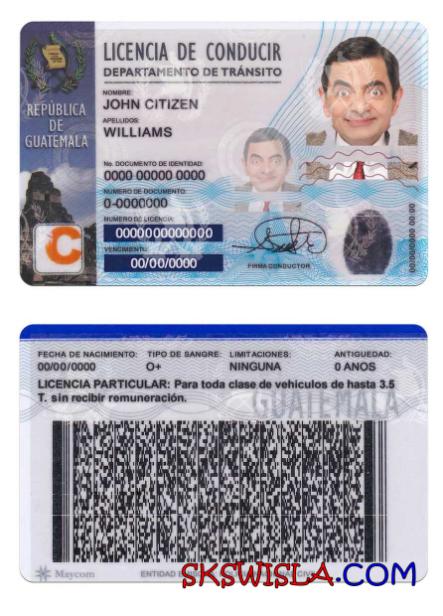 LICENCIA DE CONDUCIR
DEPARTAMENTO DE TRÁNSITO
REPÚBLICA
DE
GUATEMALA
NOMBRE:
JOHN CITIZEN
APELLIDOS:
WILLIAMS
No. DOCUMENTO DE IDENTIDAD:
0000 00000 0000
NUMERO DE DOCUMENTO:
0-0000000
NUMERO DE LICENCIA:
0000000000000
VENCIMIENTO:
00/00/0000
FIRMA CONDUCTOR
00/00/0000 00:00
C
FECHA DE NACIMIENTO: TIPO DE SANGRE: LIMITACIONES: ANTIGUEDAD:
00/00/0000 O+ NINGUNA 0 ANOS
LICENCIA PARTICULAR: Para toda clase de vehiculos de hasta 3.5
T. sin recibir remuneración.
GUATEMALA
Maycom
ENTIDAD
SKSWISLA.COM